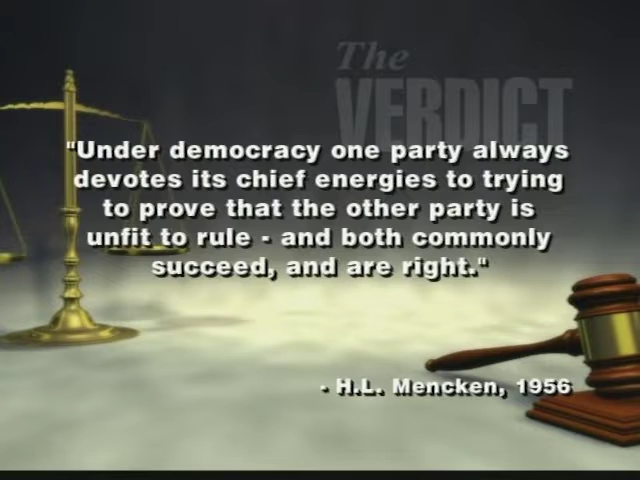 The
VERDICT
"Under democracy one party always
devotes its chief energies to trying
to prove that the other party is
unfit to rule - and both commonly
succeed, and are right."
- H.L. Mencken, 1956